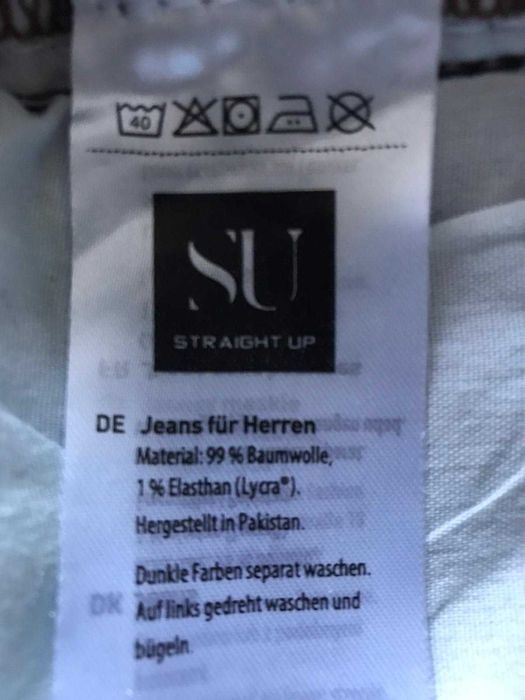 40
SU
STRAIGHT UP
DE Jeans für Herren
Material: 99 % Baumwolle,
1 % Elasthan (Lycra®).
Hergestellt in Pakistan.
Dunkle Farben separat waschen.
Auf links gedreht waschen und
bügeln.
DK